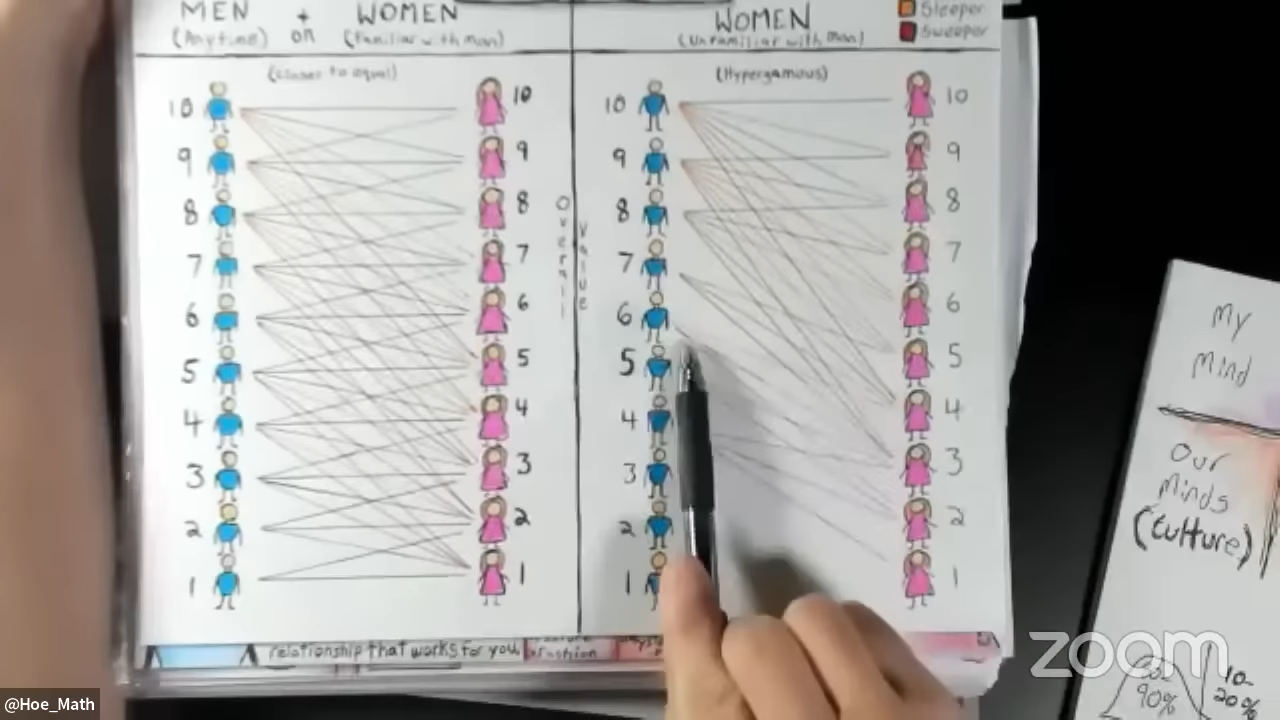 MEN + WOMEN
(Anytime) on (Familiar with man)
(closer to equal)
10 10
9 9
8 8
7 7
6 6
5 5
4 4
3 3
2 2
1 1
Overall
Value
WOMEN
(Unfamiliar with man)
(Hypergamous)
10 10
9 9
8 8
7 7
6 6
5 5
4 4
3 3
2 2
1 1
Sleeper
Sweeper
relationship that works for you.
My
Mind
Our
Minds
(Culture)
90%
10-
20%
zoom
@Hoe_Math